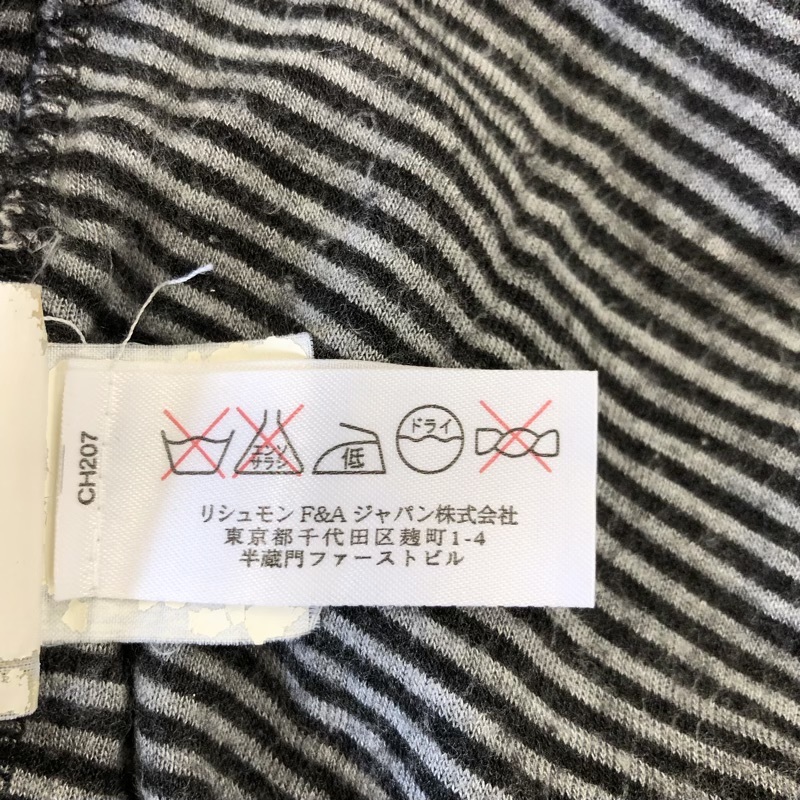 CH207
エンソ
サラシ
低
ドライ
リシュモン F&A ジャパン株式会社
東京都千代田区麹町1-4
半蔵門ファーストビル